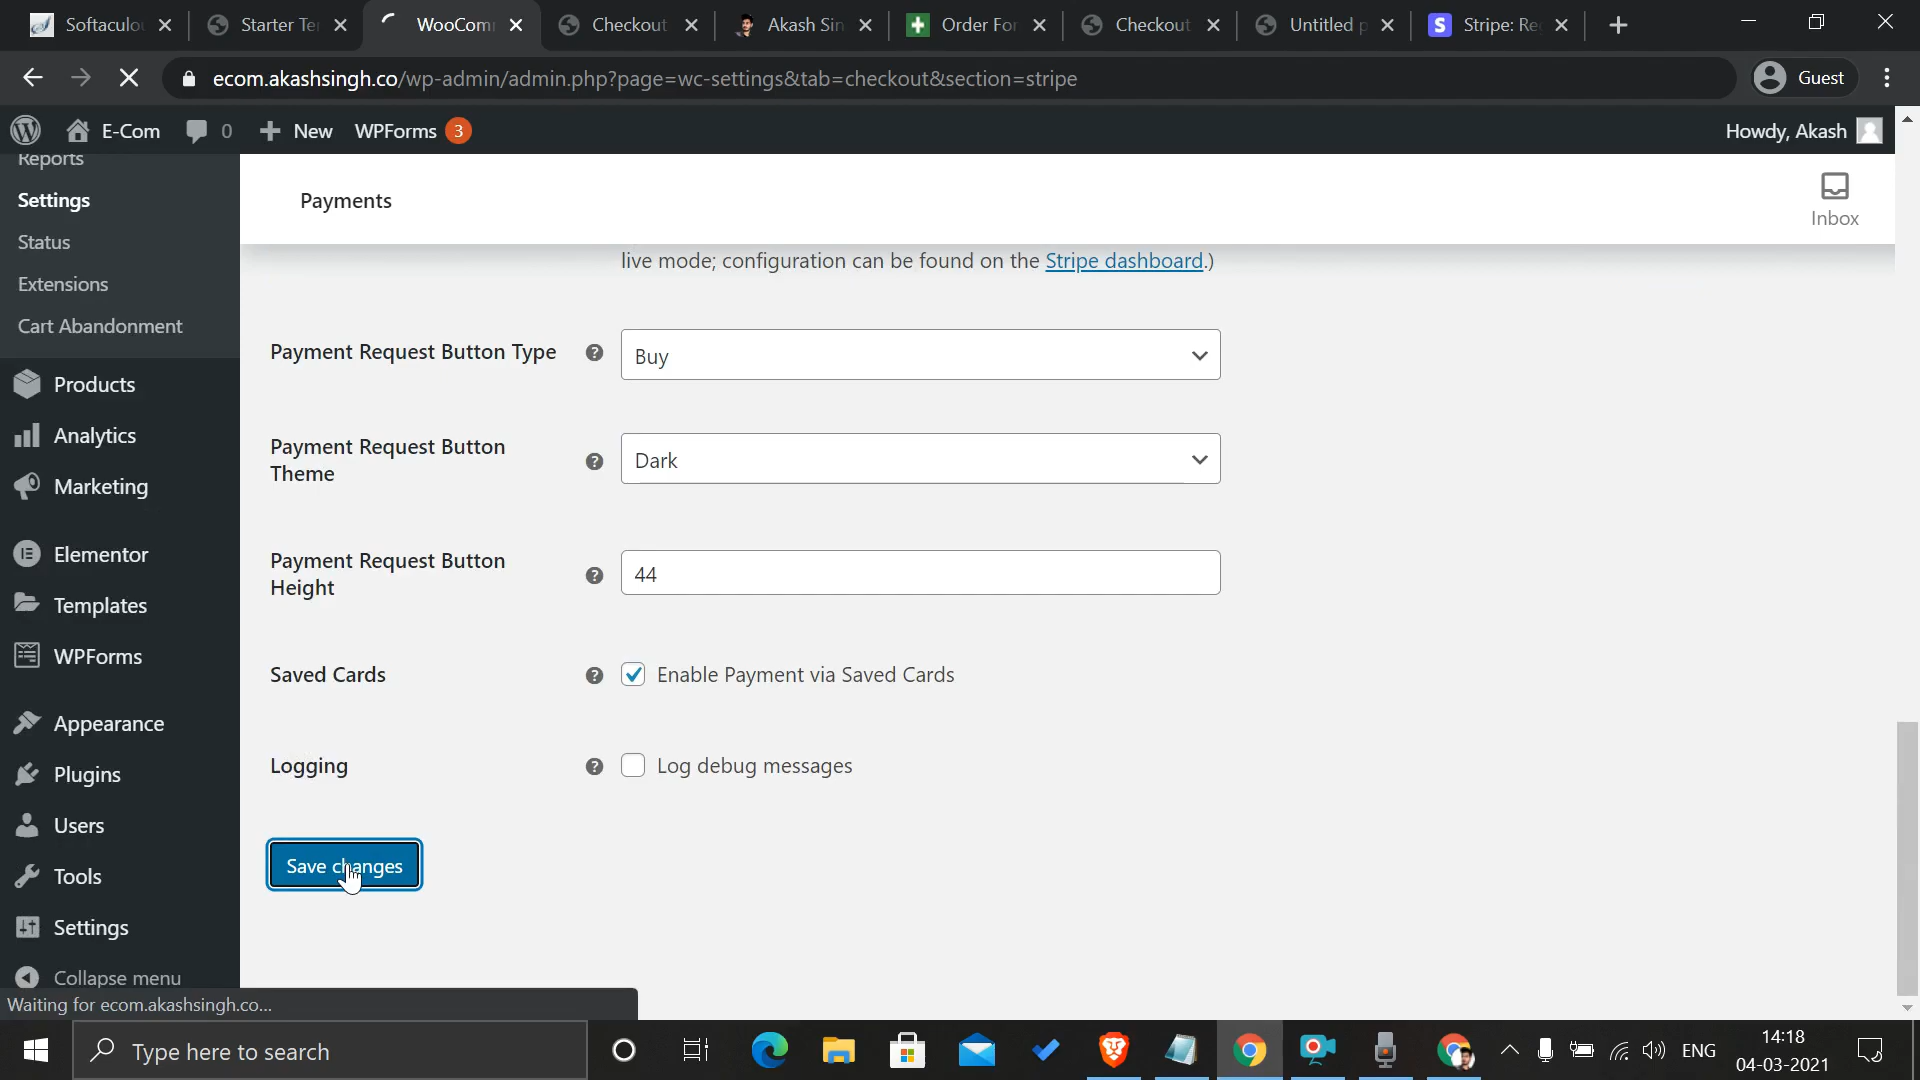 Softaculo
Starter Te
WooCom
Checkout
Akash Sin
Order For
Checkout
Untitled p
Stripe: Re
ecom.akashsingh.co/wp-admin/admin.php?page=wc-settings&tab=checkout&section=stripe
Guest
E-Com
0
New
WPForms 3
Howdy, Akash
Reports
Settings
Status
Extensions
Cart Abandonment
Products
Analytics
Marketing
Elementor
Templates
WPForms
Appearance
Plugins
Users
Tools
Settings
Collapse menu
Payments
Inbox
live mode; configuration can be found on the Stripe dashboard.)
Payment Request Button Type
Buy
Payment Request Button
Theme
Dark
Payment Request Button
Height
44
Saved Cards
Enable Payment via Saved Cards
Logging
Log debug messages
Save changes
Waiting for ecom.akashsingh.co...
Type here to search
ENG
14:18
04-03-2021